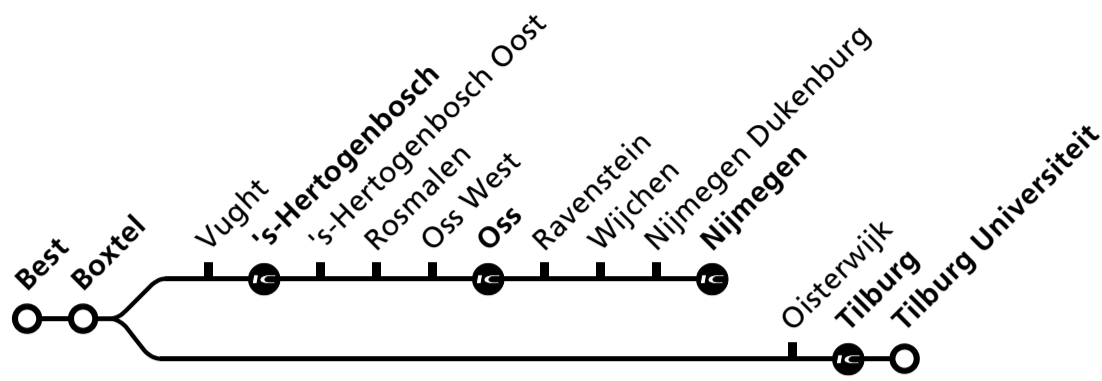 Best
Boxtel
Vught
's-Hertogenbosch
's-Hertogenbosch Oost
Rosmalen
Oss West
Oss
Ravenstein
Wijchen
Nijmegen Dukenburg
Nijmegen
Oisterwijk
Tilburg
Tilburg Universiteit
IC
IC
IC
IC